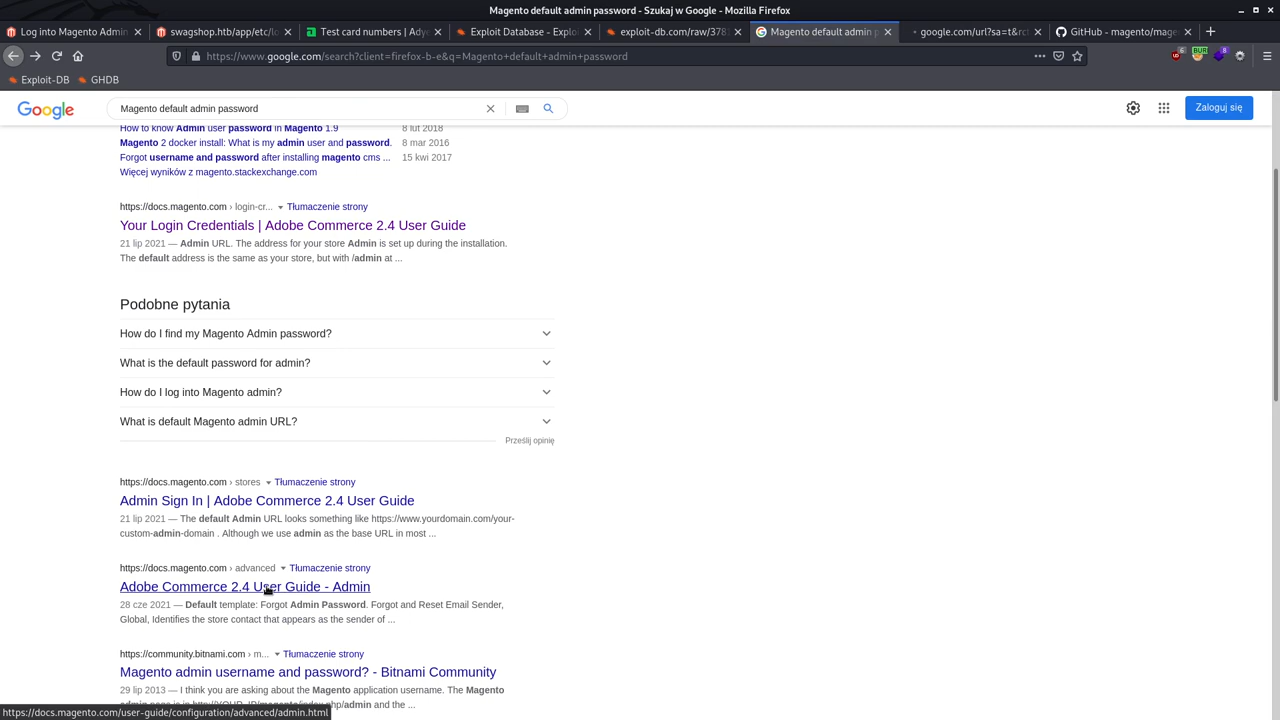 Magento default admin password - Szukaj w Google - Mozilla Firefox
Log into Magento Admin
swagshop.htb/app/etc/lo
Test card numbers | Adye
Exploit Database - Exploi
exploit-db.com/raw/3781
Magento default admin p
google.com/url?sa=t&rct
GitHub - magento/mage
https://www.google.com/search?client=firefox-b-e&q=Magento+default+admin+password
6
BUR
8
Exploit-DB
GHDB
Google
Magento default admin password
Zaloguj się
How to know Admin user password in Magento 1.9 8 lut 2018
Magento 2 docker install: What is my admin user and password. 8 mar 2016
Forgot username and password after installing magento cms ... 15 kwi 2017
Więcej wyników z magento.stackexchange.com
https://docs.magento.com › login-cr... Tłumaczenie strony
Your Login Credentials | Adobe Commerce 2.4 User Guide
21 lip 2021 — Admin URL. The address for your store Admin is set up during the installation.
The default address is the same as your store, but with /admin at ...
Podobne pytania
How do I find my Magento Admin password?
What is the default password for admin?
How do I log into Magento admin?
What is default Magento admin URL?
Prześlij opinię
https://docs.magento.com › stores Tłumaczenie strony
Admin Sign In | Adobe Commerce 2.4 User Guide
21 lip 2021 — The default Admin URL looks something like https://www.yourdomain.com/your-
custom-admin-domain . Although we use admin as the base URL in most ...
https://docs.magento.com › advanced Tłumaczenie strony
Adobe Commerce 2.4 User Guide - Admin
28 cze 2021 — Default template: Forgot Admin Password. Forgot and Reset Email Sender,
Global, Identifies the store contact that appears as the sender of ...
https://community.bitnami.com › m... Tłumaczenie strony
Magento admin username and password? - Bitnami Community
29 lip 2013 — I think you are asking about the Magento application username. The Magento
/admin and the ...
https://docs.magento.com/user-guide/configuration/advanced/admin.html